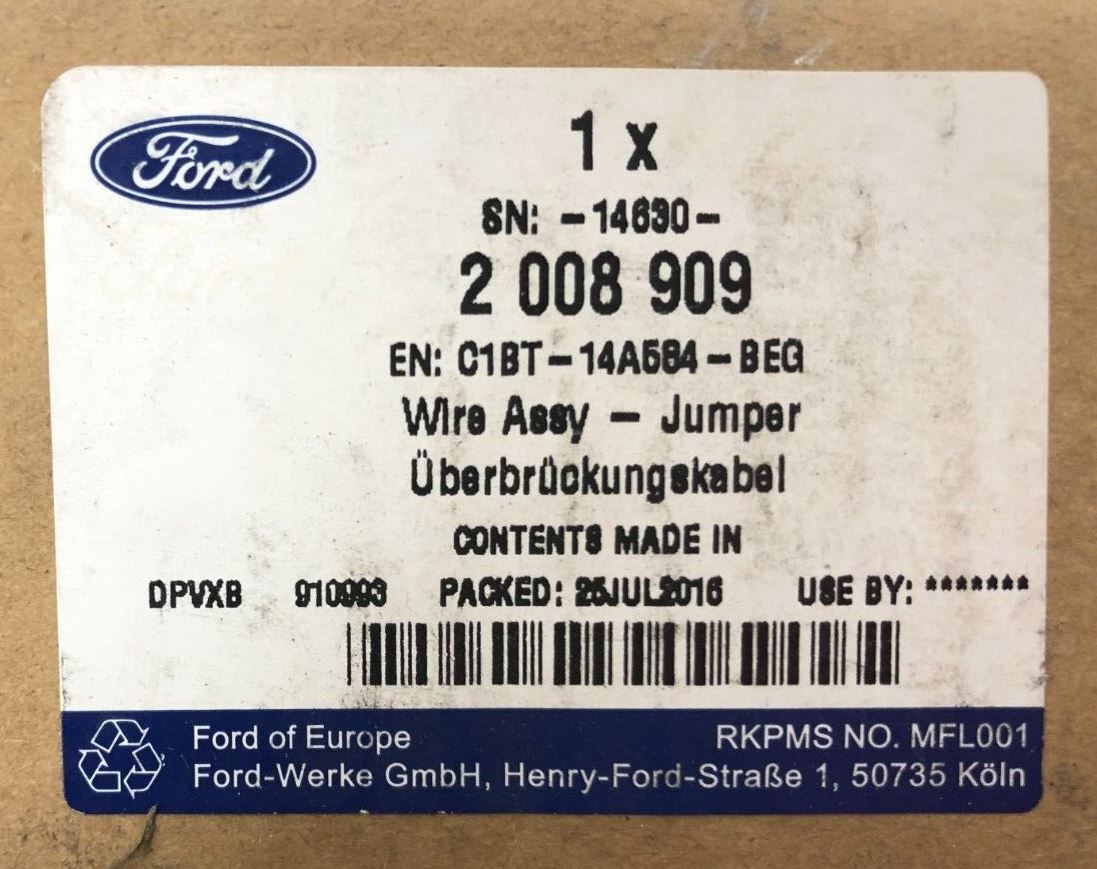 Ford
1 x
SN: -14630-
2 008 909
EN: C1BT-14A584-BEG
Wire Assy - Jumper
Überbrückungskabel
CONTENTS MADE IN
DPVXB 910993 PACKED: 25JUL2016 USE BY: *******
Ford of Europe RKPMS NO. MFL001
Ford-Werke GmbH, Henry-Ford-Straße 1, 50735 Köln